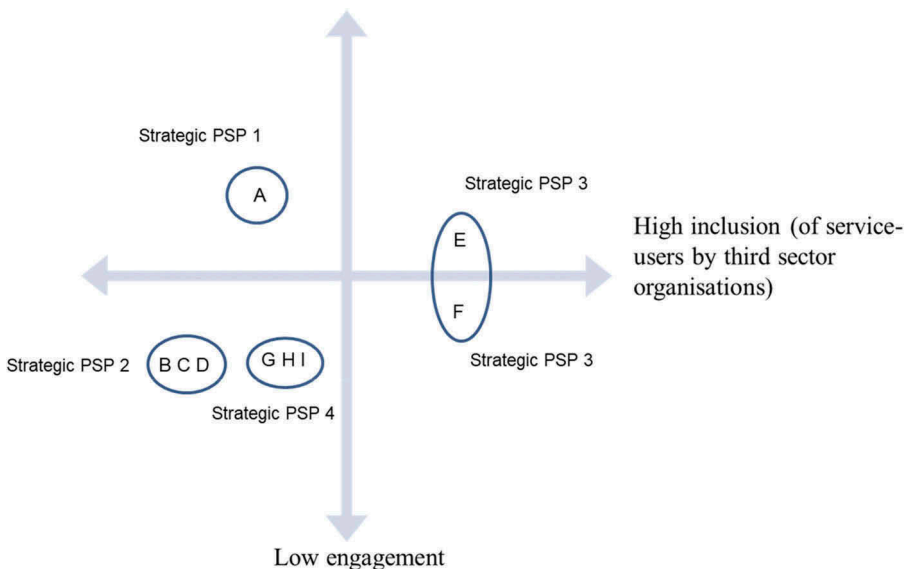 Strategic PSP 1
A
Strategic PSP 3
E
High inclusion (of service-
users by third sector
organisations)
F
Strategic PSP 2
B C D
G H I
Strategic PSP 3
Strategic PSP 4
Low engagement